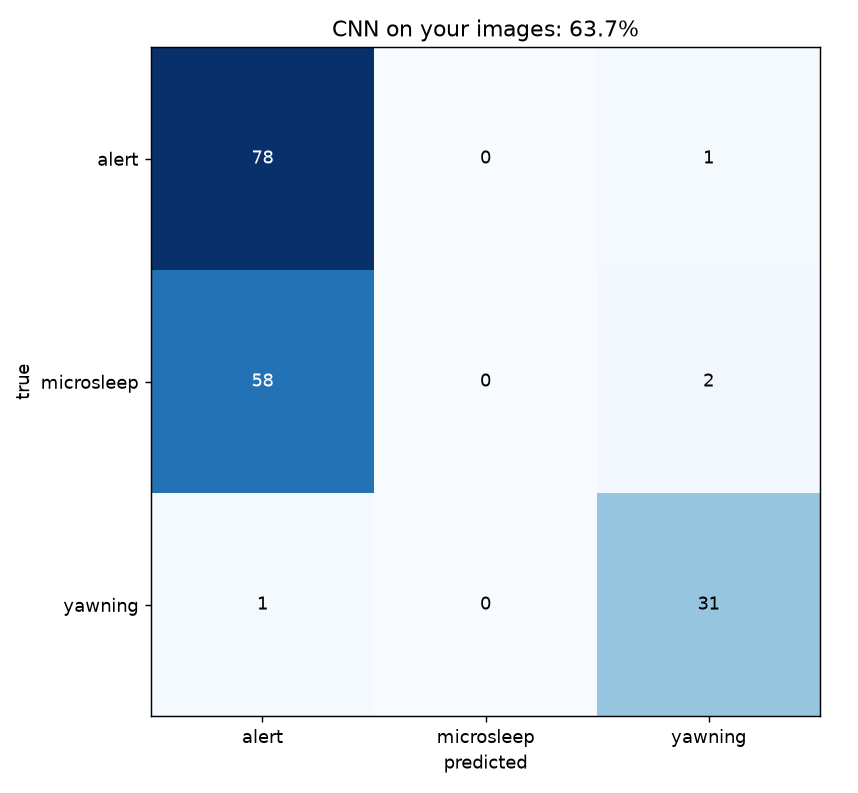 CNN on your images: 63.7%
alert 78 0 1
true
microsleep 58 0 2
yawning 1 0 31
alert microsleep yawning
predicted